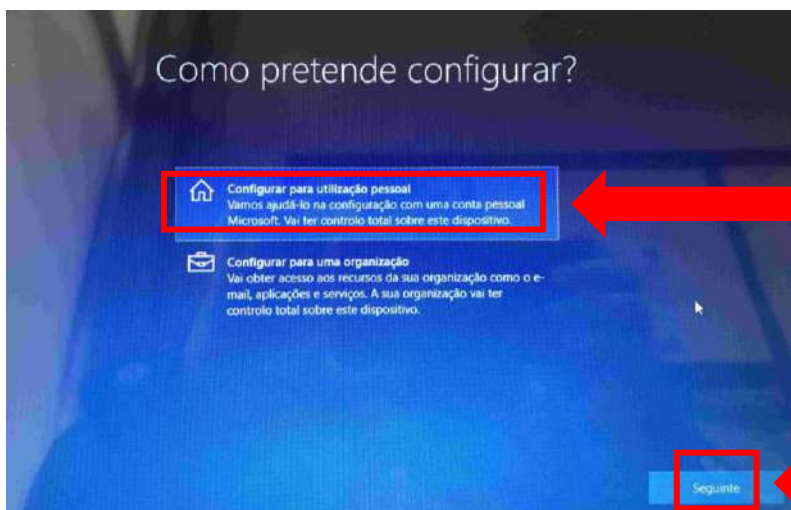 Como pretende configurar?
Configurar para utilização pessoal
Vamos ajudá-lo na configuração com uma conta pessoal
Microsoft. Vai ter controlo total sobre este dispositivo.
Configurar para uma organização
Vai obter acesso aos recursos da sua organização como o e-
mail, aplicações e serviços. A sua organização vai ter
controlo total sobre este dispositivo.
Seguinte